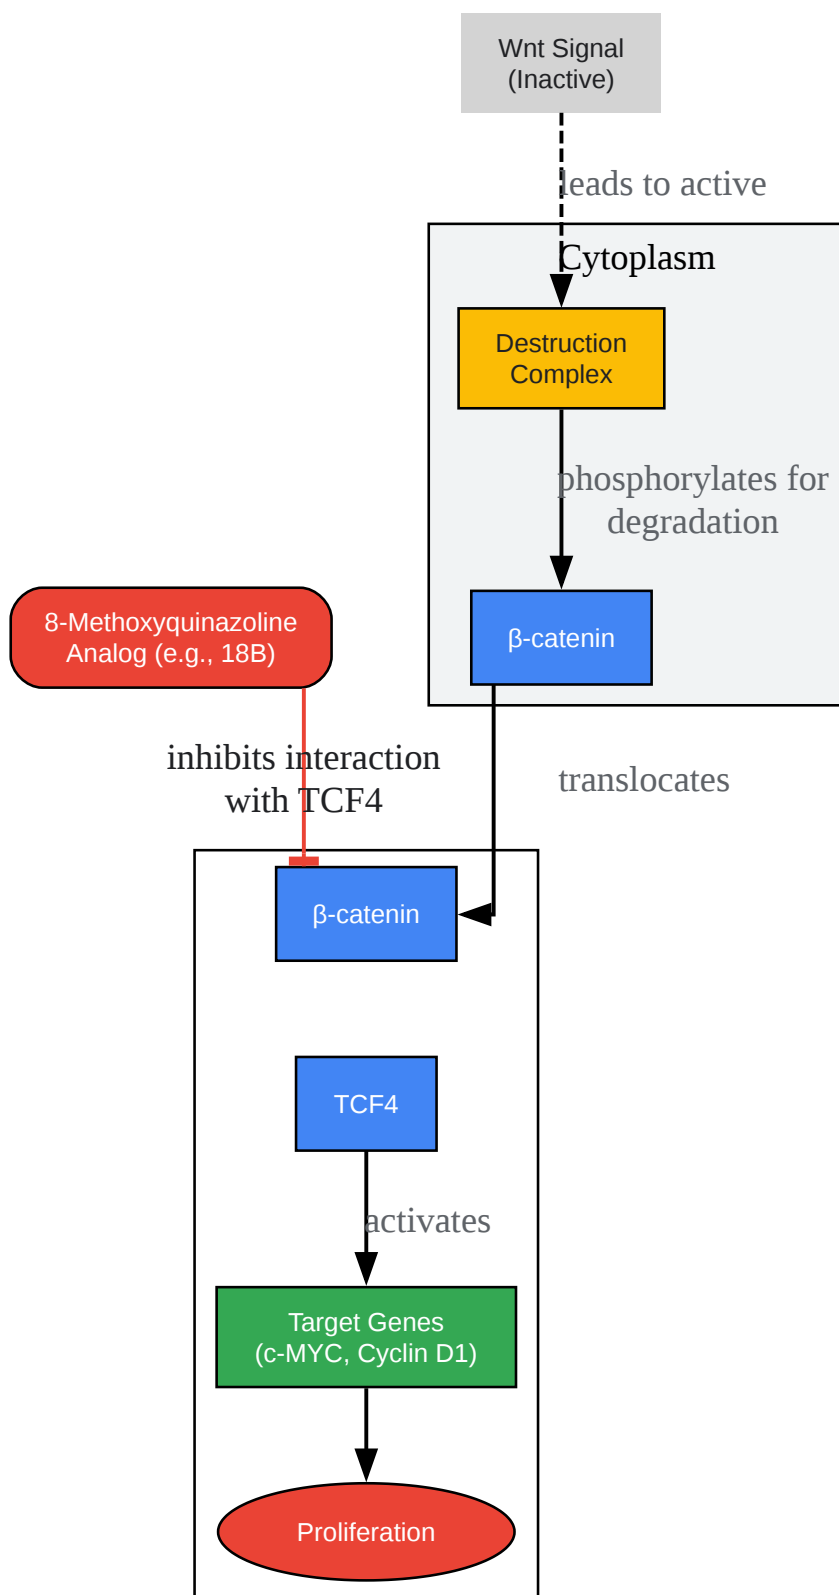 Wnt Signal
(Inactive)
leads to active
Cytoplasm
Destruction
Complex
phosphorylates for
degradation
β-catenin
8-Methoxyquinazoline
Analog (e.g., 18B)
inhibits interaction
with TCF4
translocates
β-catenin
TCF4
activates
Target Genes
(c-MYC, Cyclin D1)
Proliferation